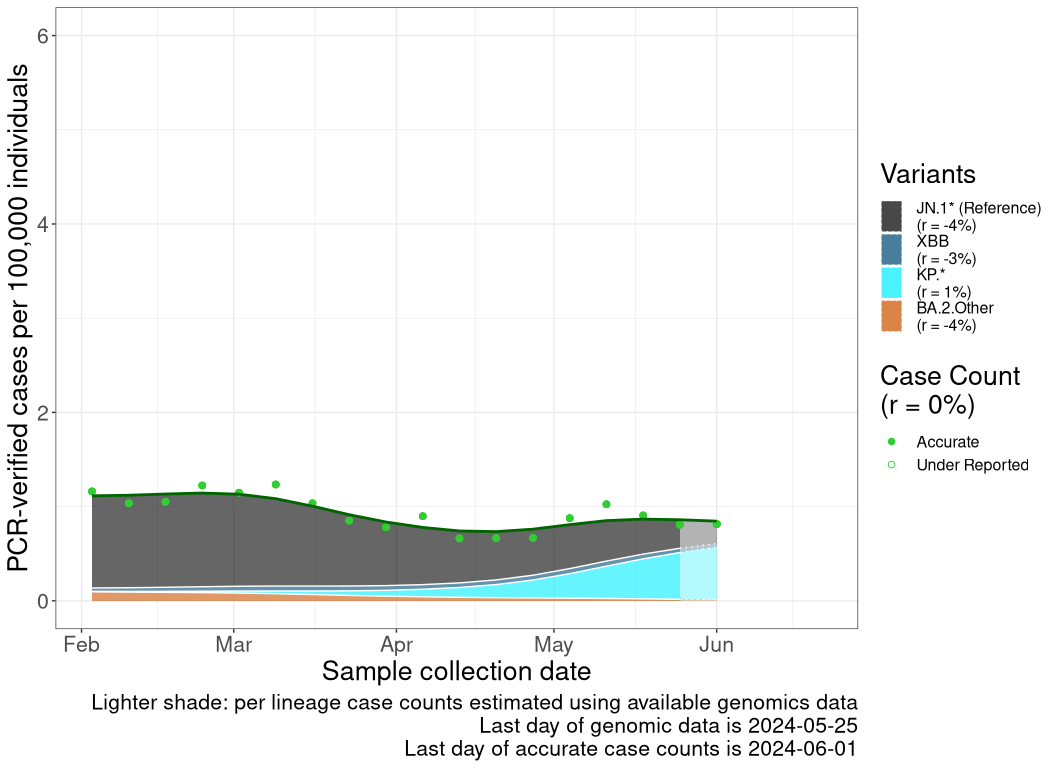 PCR-verified cases per 100,000 individuals
6
4
2
0
Feb
Mar
Apr
May
Jun
Sample collection date
Lighter shade: per lineage case counts estimated using available genomics data
Last day of genomic data is 2024-05-25
Last day of accurate case counts is 2024-06-01
Variants
JN.1* (Reference)
(r = -4%)
XBB
(r = -3%)
KP.*
(r = 1%)
BA.2.Other
(r = -4%)
Case Count
(r = 0%)
Accurate
Under Reported